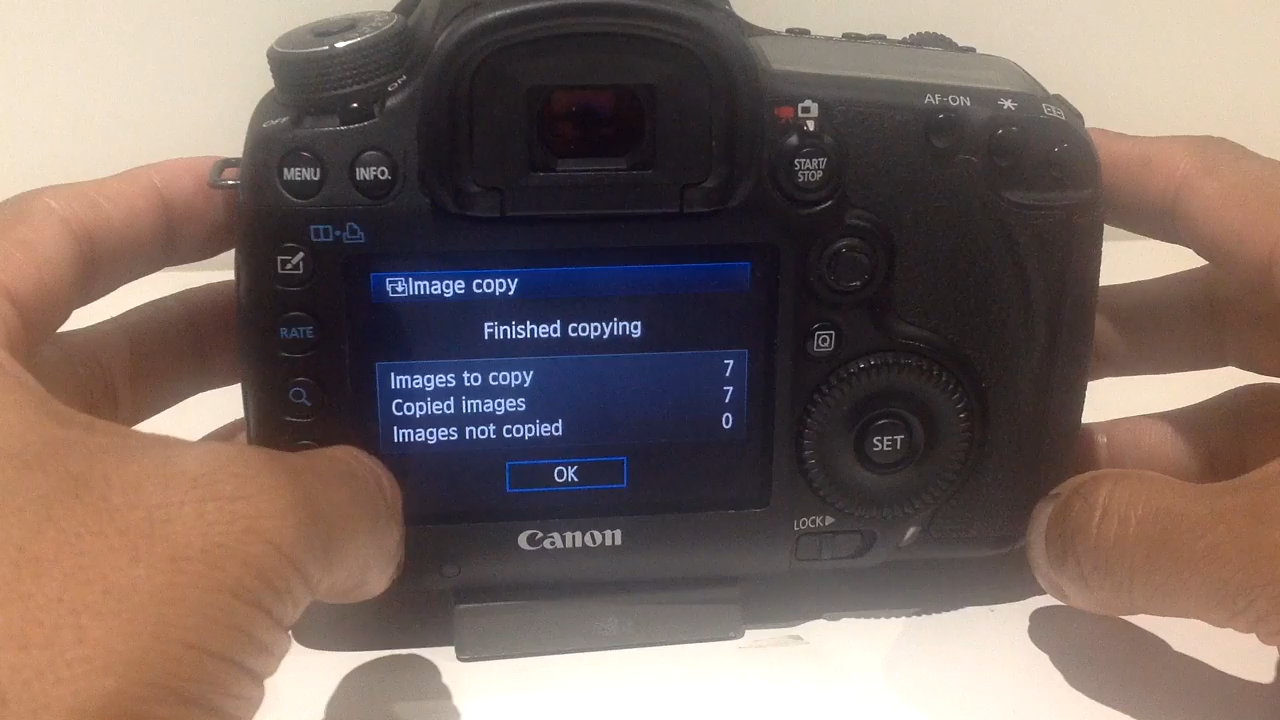 ON
OFF
AF-ON
MENU
INFO.
START/
STOP
RATE
Image copy
Finished copying
Images to copy 7
Copied images 7
Images not copied 0
OK
Q
SET
LOCK
Canon